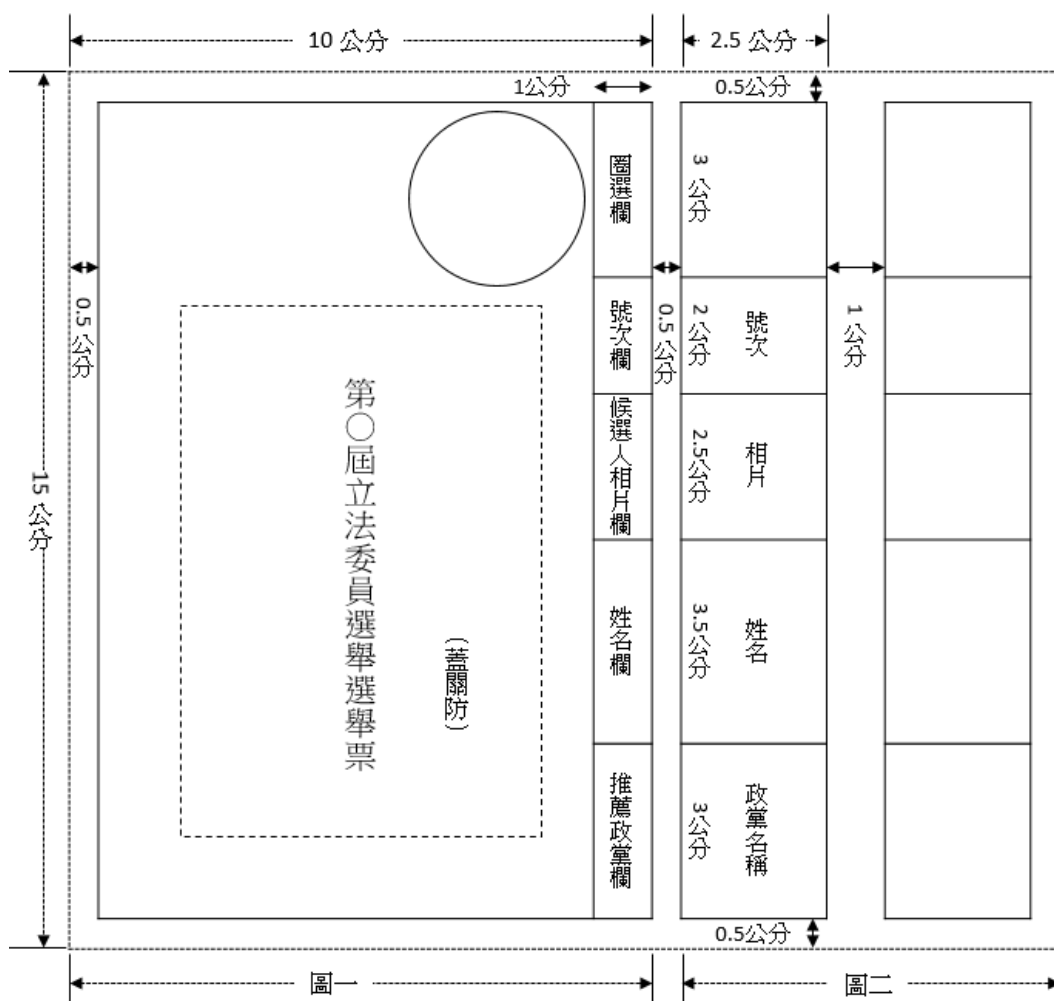 10 公分
2.5 公分
1公分
0.5公分
圈選欄
3 公分
0.5 公分
號次欄
0.5 公分
2 公分
號次
1 公分
第○屆立法委員選舉選舉票
候選人相片欄
2.5公分
相片
15 公分
(蓋關防)
姓名欄
3.5公分
姓名
推薦政黨欄
3公分
政黨名稱
0.5公分
圖一
圖二